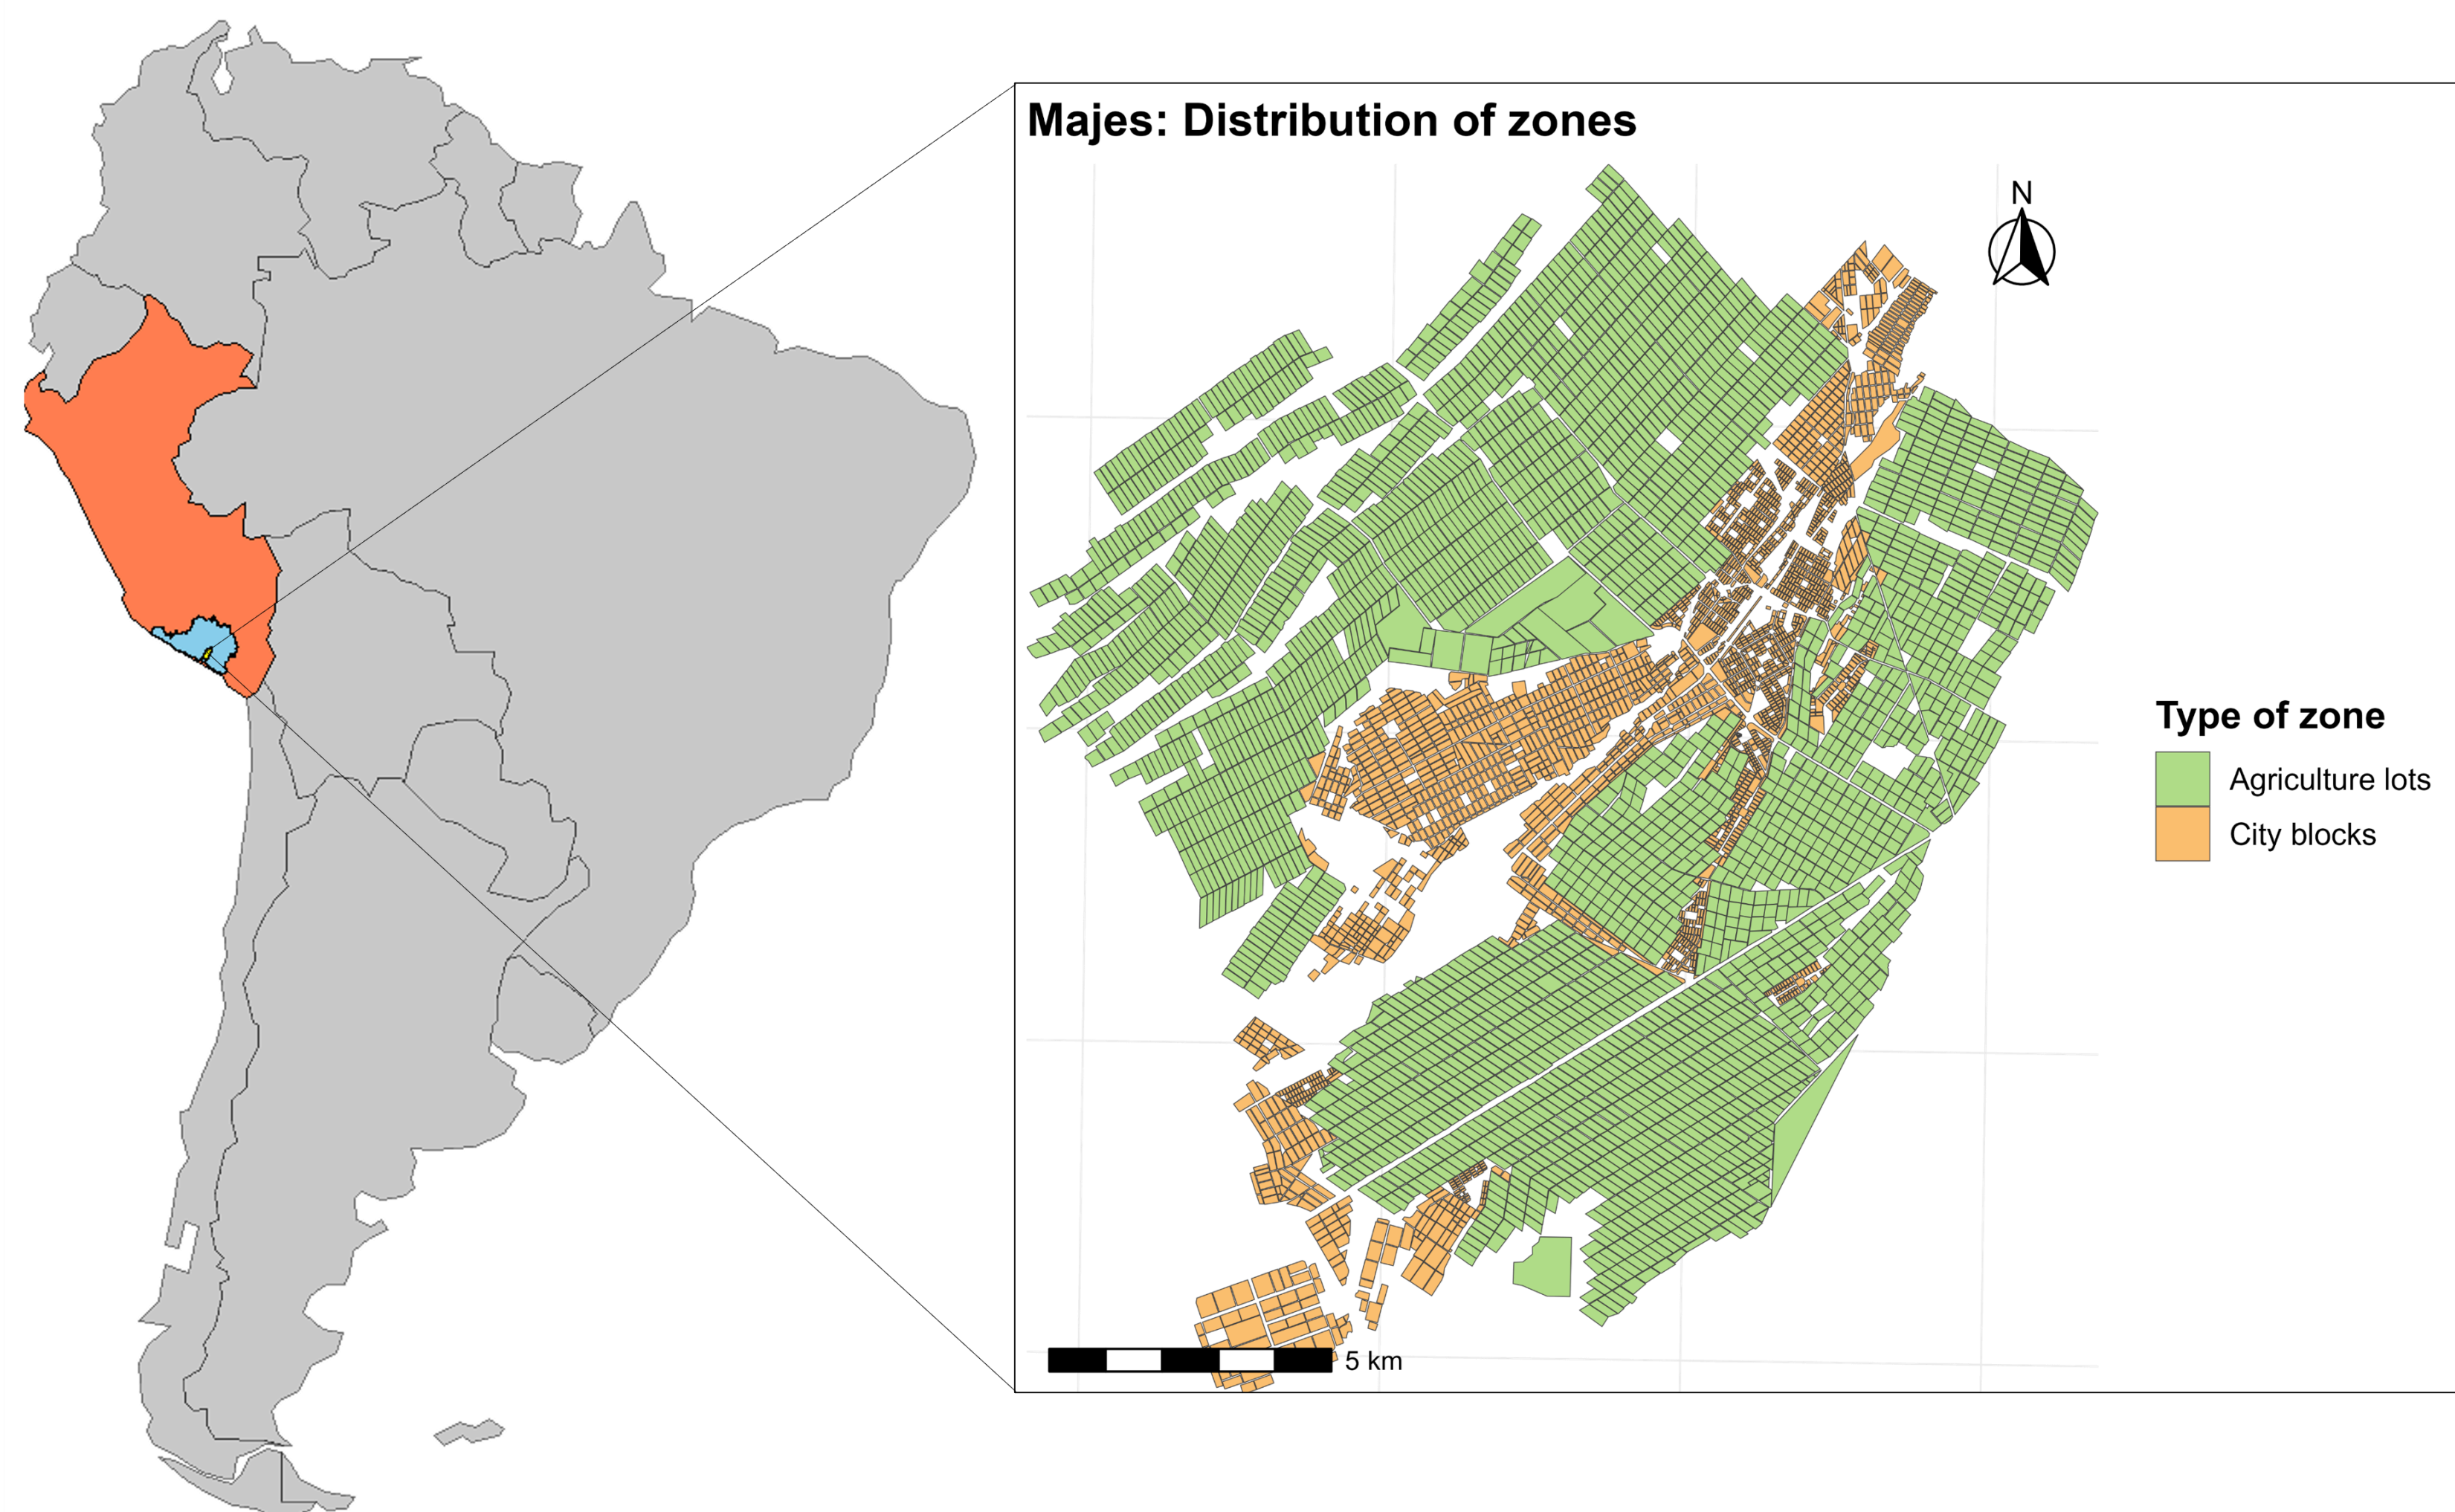 Majes: Distribution of zones
N
Type of zone
Agriculture lots
City blocks
5 km